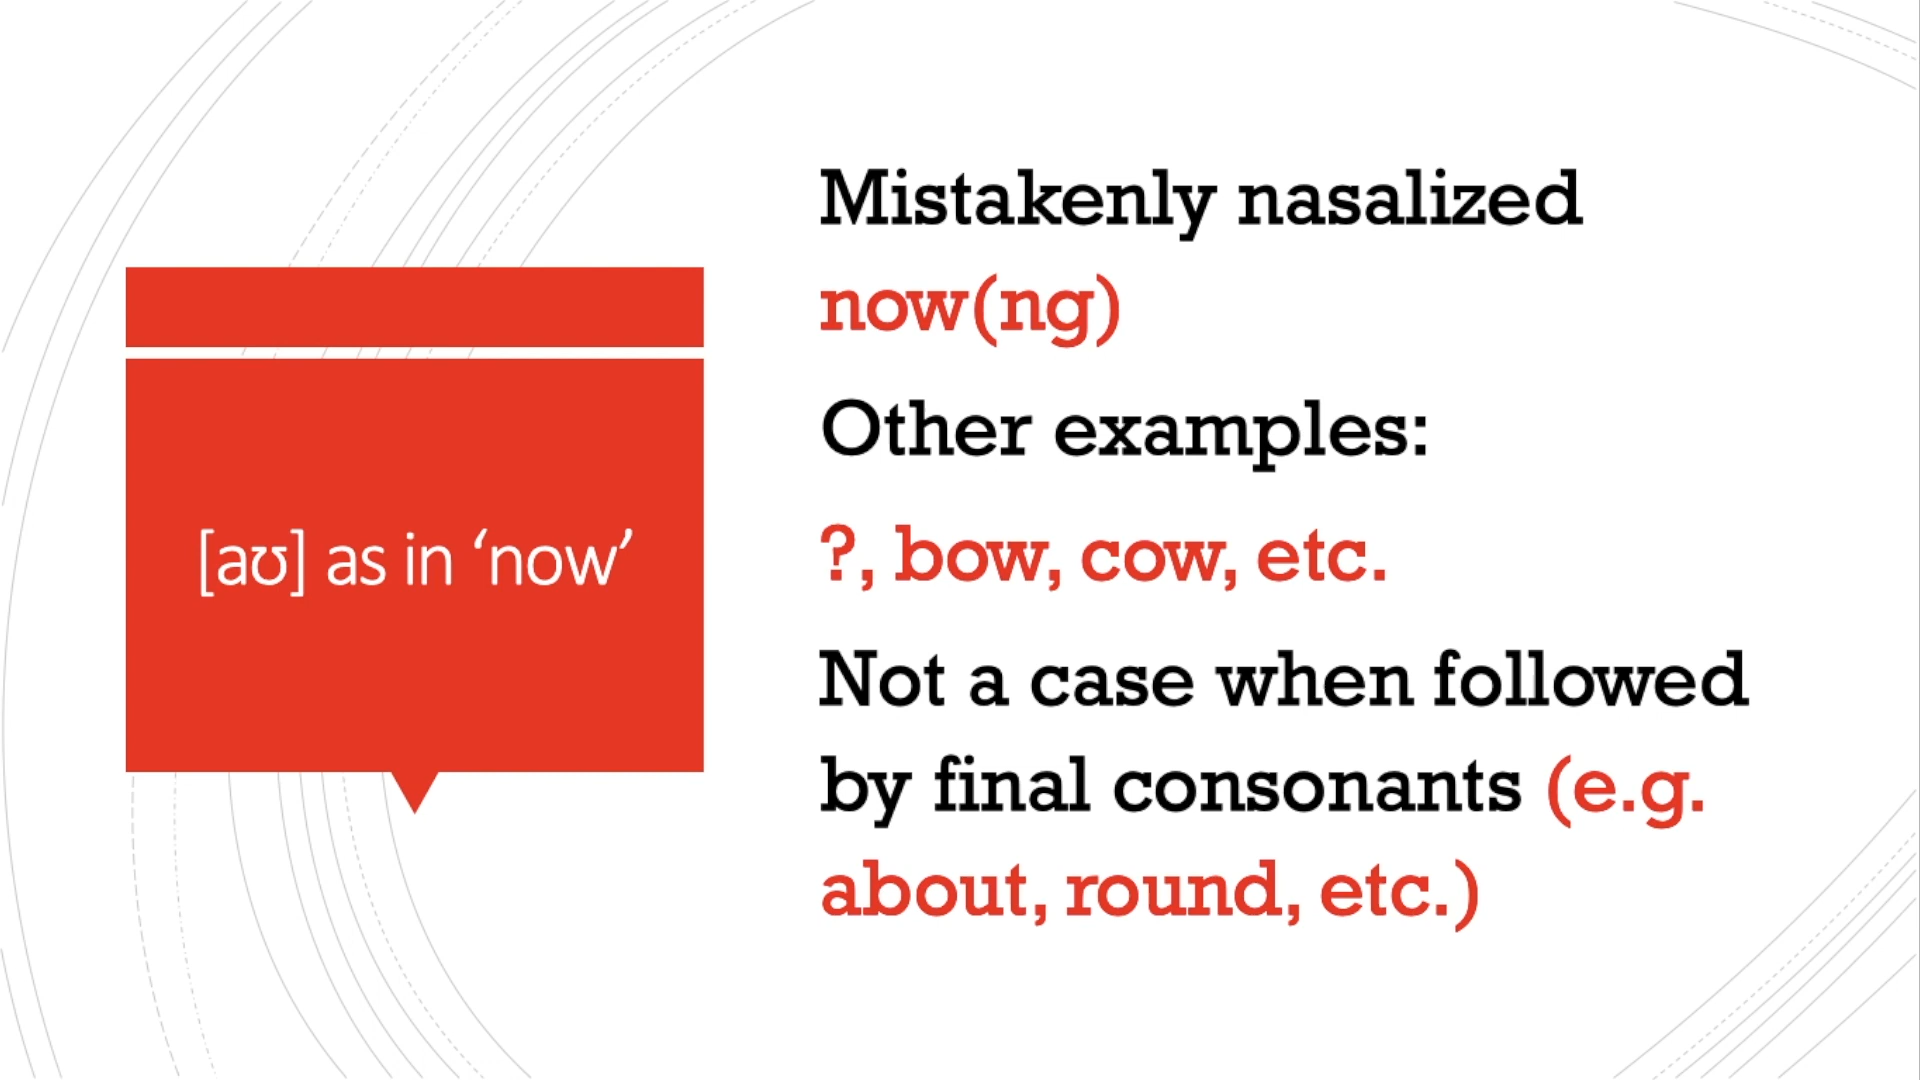 [aʊ] as in ‘now’
Mistakenly nasalized
now(ng)
Other examples:
?, bow, cow, etc.
Not a case when followed
by final consonants (e.g.
about, round, etc.)